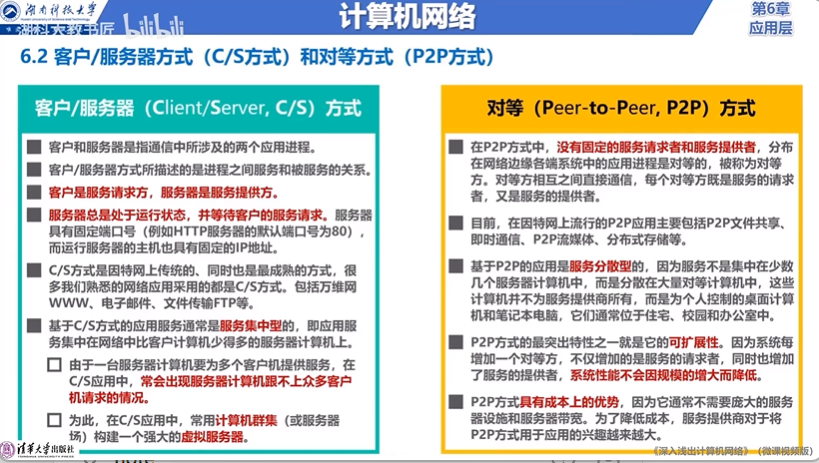 湖南科技大学
Hunan University of Science and Technology
湖科大教书匠 bilibili
计算机网络
第6章
应用层
6.2 客户/服务器方式（C/S方式）和对等方式（P2P方式）
客户/服务器（Client/Server, C/S）方式
客户和服务器是指通信中所涉及的两个应用进程。
客户/服务器方式所描述的是进程之间服务和被服务的关系。
客户是服务请求方，服务器是服务提供方。
服务器总是处于运行状态，并等待客户的服务请求。服务器
具有固定端口号（例如HTTP服务器的默认端口号为80），
而运行服务器的主机也具有固定的IP地址。
C/S方式是因特网上传统的、同时也是最成熟的方式，很
多我们熟悉的网络应用采用的都是C/S方式。包括万维网
WWW、电子邮件、文件传输FTP等。
基于C/S方式的应用服务通常是服务集中型的，即应用服
务集中在网络中比客户计算机少得多的服务器计算机上。
由于一台服务器计算机要为多个客户机提供服务，在
C/S应用中，常会出现服务器计算机跟不上众多客户
机请求的情况。
为此，在C/S应用中，常用计算机群集（或服务器
场）构建一个强大的虚拟服务器。
对等（Peer-to-Peer, P2P）方式
在P2P方式中，没有固定的服务请求者和服务提供者，分布
在网络边缘各端系统中的应用进程是对等的，被称为对等
方。对等方相互之间直接通信，每个对等方既是服务的请求
者，又是服务的提供者。
目前，在因特网上流行的P2P应用主要包括P2P文件共享、
即时通信、P2P流媒体、分布式存储等。
基于P2P的应用是服务分散型的，因为服务不是集中在少数
几个服务器计算机中，而是分散在大量对等计算机中，这些
计算机并不为服务提供商所有，而是为个人控制的桌面计算
机和笔记本电脑，它们通常位于住宅、校园和办公室中。
P2P方式的最突出特性之一就是它的可扩展性。因为系统每
增加一个对等方，不仅增加的是服务的请求者，同时也增加
了服务的提供者，系统性能不会因规模的增大而降低。
P2P方式具有成本上的优势，因为它通常不需要庞大的服务
器设施和服务器带宽。为了降低成本，服务提供商对于将
P2P方式用于应用的兴趣越来越大。
清华大学出版社
《深入浅出计算机网络》（微课视频版）